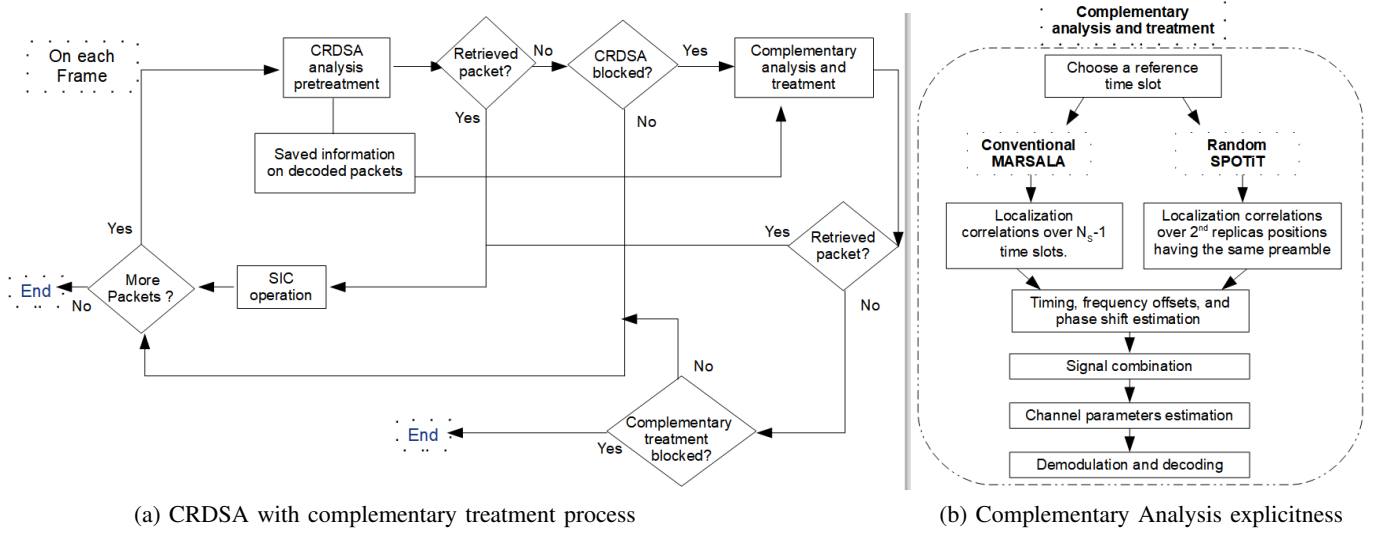 On each
Frame
CRDSA
analysis
pretreatment
Retrieved
packet?
No
CRDSA
blocked?
Yes
Complementary
analysis and
treatment
Yes
No
Saved information
on decoded packets
Yes
Yes
Retrieved
packet?
No
End
More
Packets ?
No
SIC
operation
No
Complementary
treatment
blocked?
Yes
End
(a) CRDSA with complementary treatment process
Complementary
analysis and treatment
Choose a reference
time slot
Conventional
MARSALA
Random
SPOTiT
Localization
correlations over NS-1
time slots.
Localization correlations
over 2nd replicas positions
having the same preamble
Timing, frequency offsets, and
phase shift estimation
Signal combination
Channel parameters estimation
Demodulation and decoding
(b) Complementary Analysis explicitness